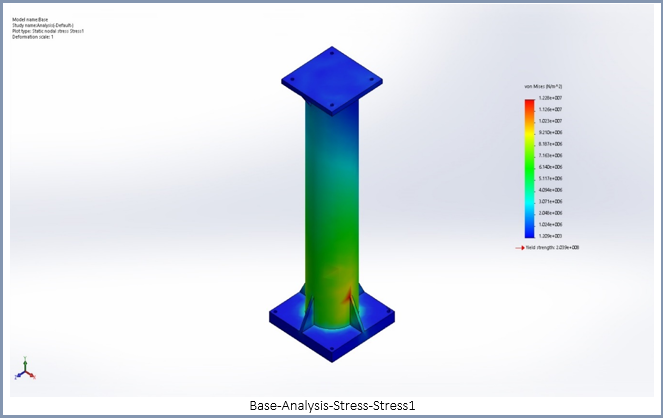 Model name:Base
Study name:Analysis(-Default-)
Plot type: Static nodal stress Stress1
Deformation scale: 1
von Mises (N/m^2)
1.228e+007
1.126e+007
1.023e+007
9.210e+006
8.187e+006
7.163e+006
6.140e+006
5.117e+006
4.094e+006
3.071e+006
2.048e+006
1.024e+006
1.209e+003
Yield strength: 2.039e+008
Y
Z
X
Base-Analysis-Stress-Stress1